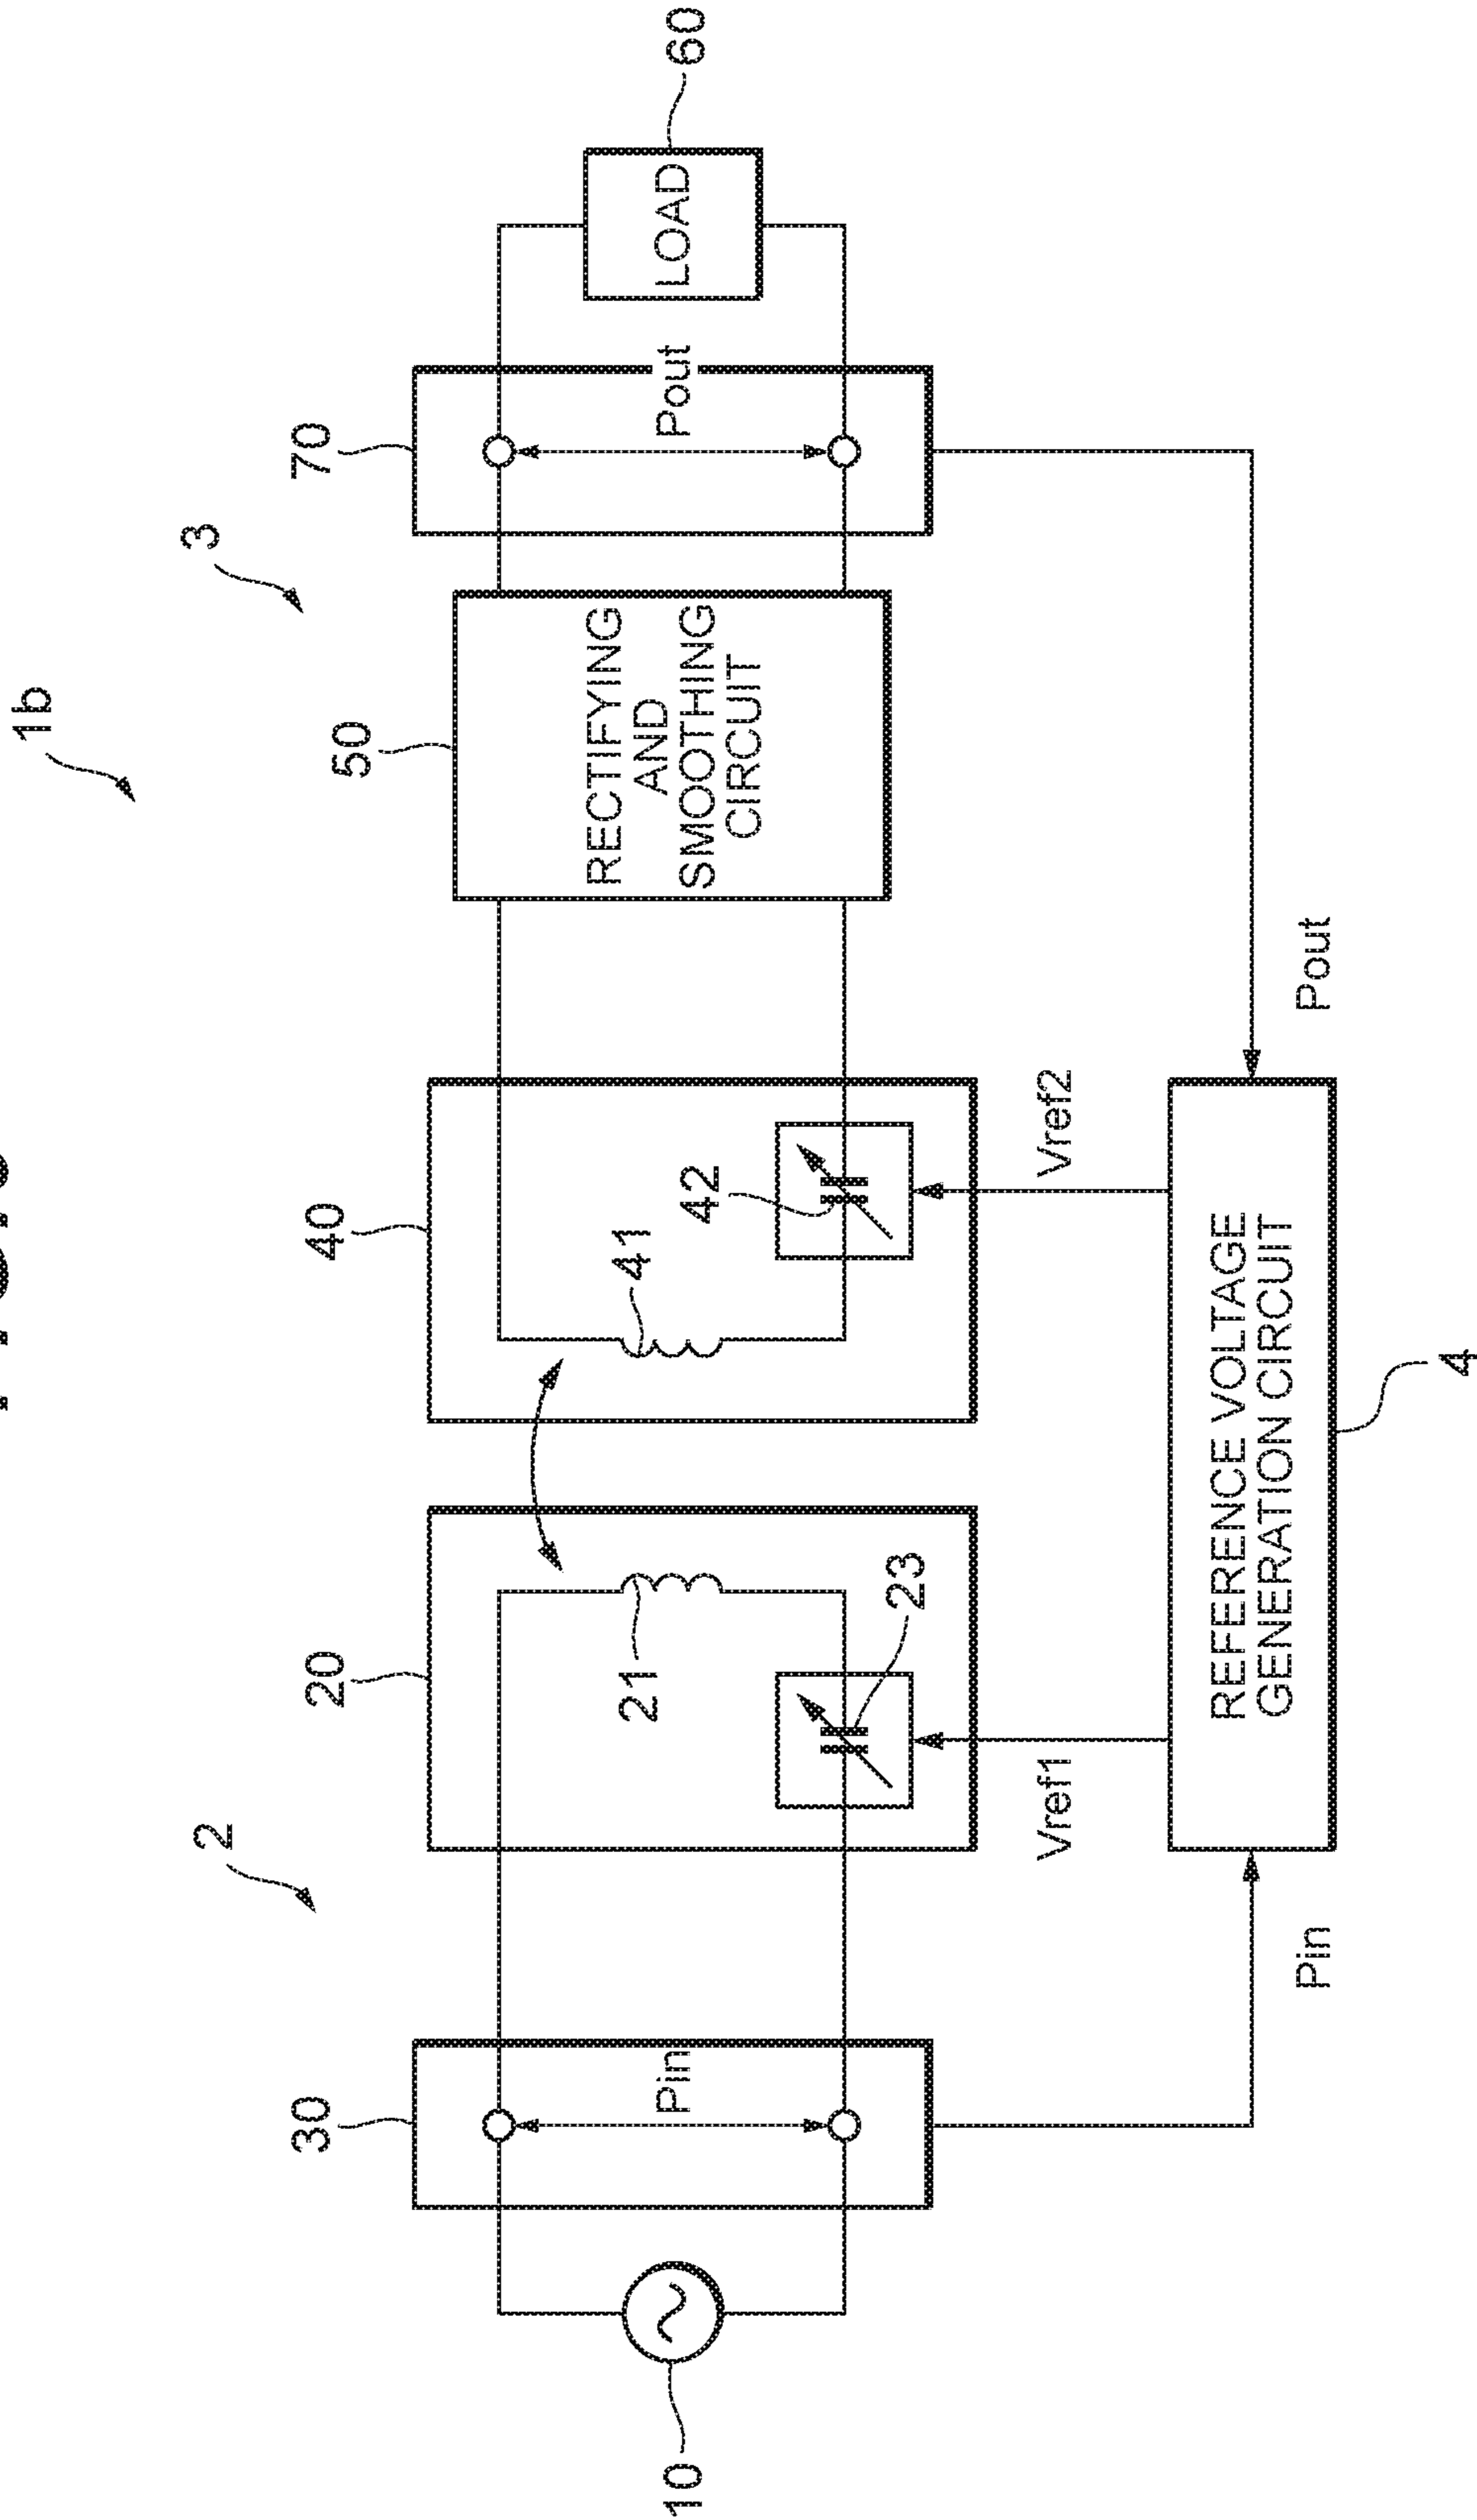 1b
3
2
10
30
Pin
20
21
23
40
41
42
50
RECTIFYING
AND
SMOOTHING
CIRCUIT
70
Pout
LOAD
60
Vref1
Vref2
Pin
REFERENCE VOLTAGE
GENERATION CIRCUIT
Pout
4